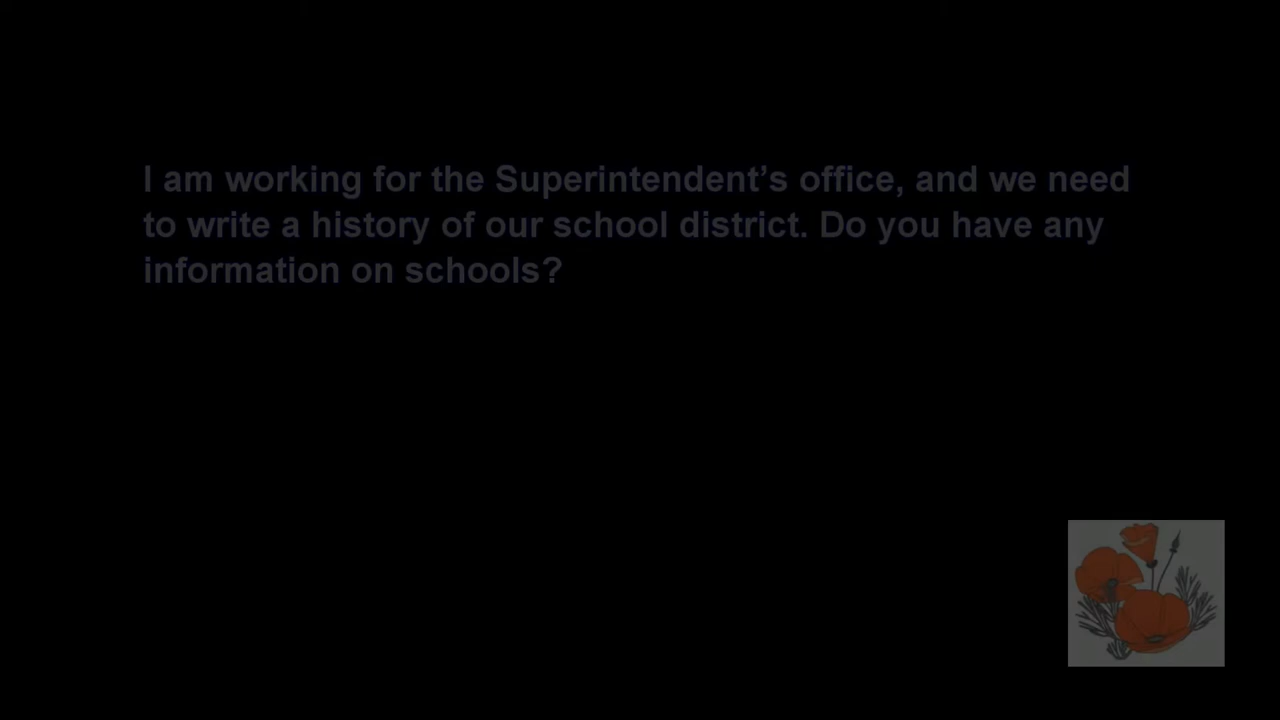 I am working for the Superintendent’s office, and we need
to write a history of our school district. Do you have any
information on schools?